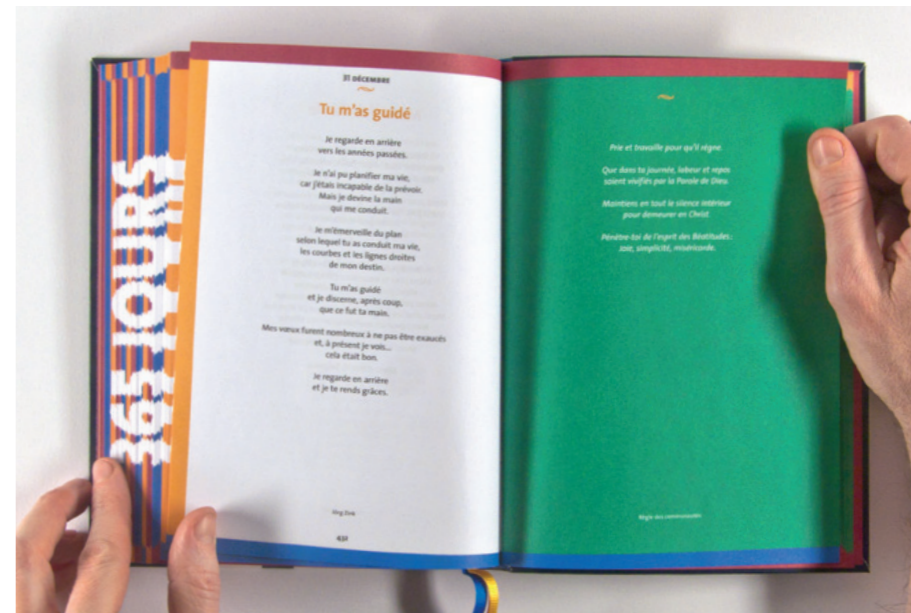 365 JOURS
31 DÉCEMBRE
Tu m'as guidé
Je regarde en arrière
vers les années passées.
Je n'ai pu planifier ma vie,
car j'étais incapable de la prévoir.
Mais je devine la main
qui me conduit.
Je m'émerveille du plan
selon lequel tu as conduit ma vie,
les courbes et les lignes droites
de mon destin.
Tu m'as guidé
et je discerne, après coup,
que ce fut ta main.
Mes vœux furent nombreux à ne pas être exaucés
et, à présent je vois...
cela était bon.
Je regarde en arrière
et je te rends grâces.
Jörg Zink
432
Prie et travaille pour qu'il règne.
Que dans ta journée, labeur et repos
soient vivifiés par la Parole de Dieu.
Maintiens en tout le silence intérieur
pour demeurer en Christ.
Pénètre-toi de l'esprit des Béatitudes :
joie, simplicité, miséricorde.
Règle des communautés